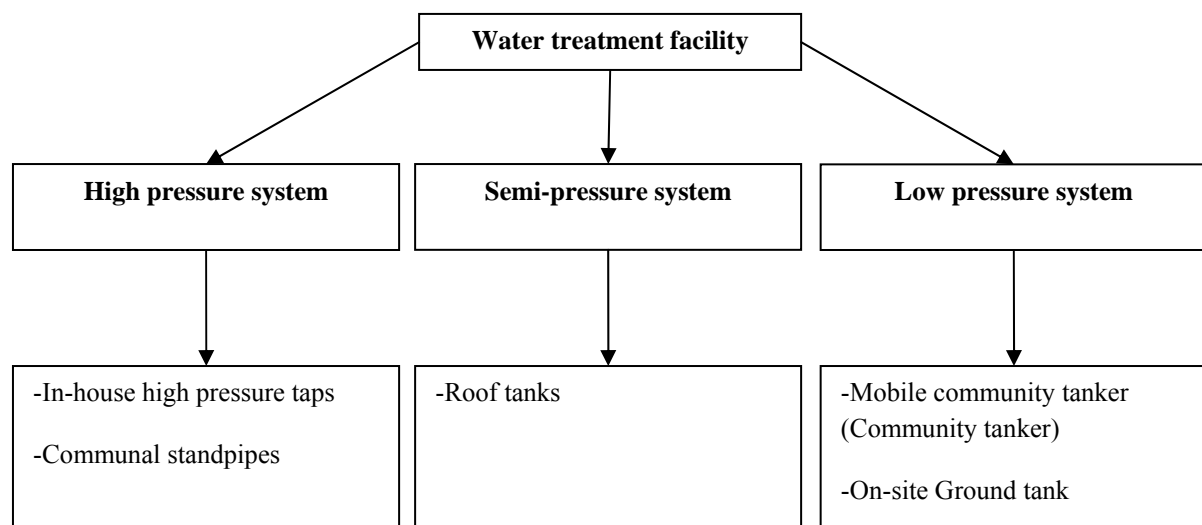 Water treatment facility
High pressure system
Semi-pressure system
Low pressure system
-In-house high pressure taps
-Communal standpipes
-Roof tanks
-Mobile community tanker
(Community tanker)
-On-site Ground tank